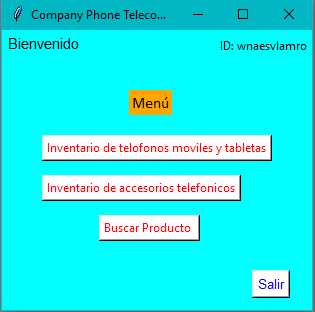 Company Phone Teleco...
Bienvenido
ID: wnaesvlamro
Menú
Inventario de telofonos moviles y tabletas
Inventario de accesorios telefonicos
Buscar Producto
Salir